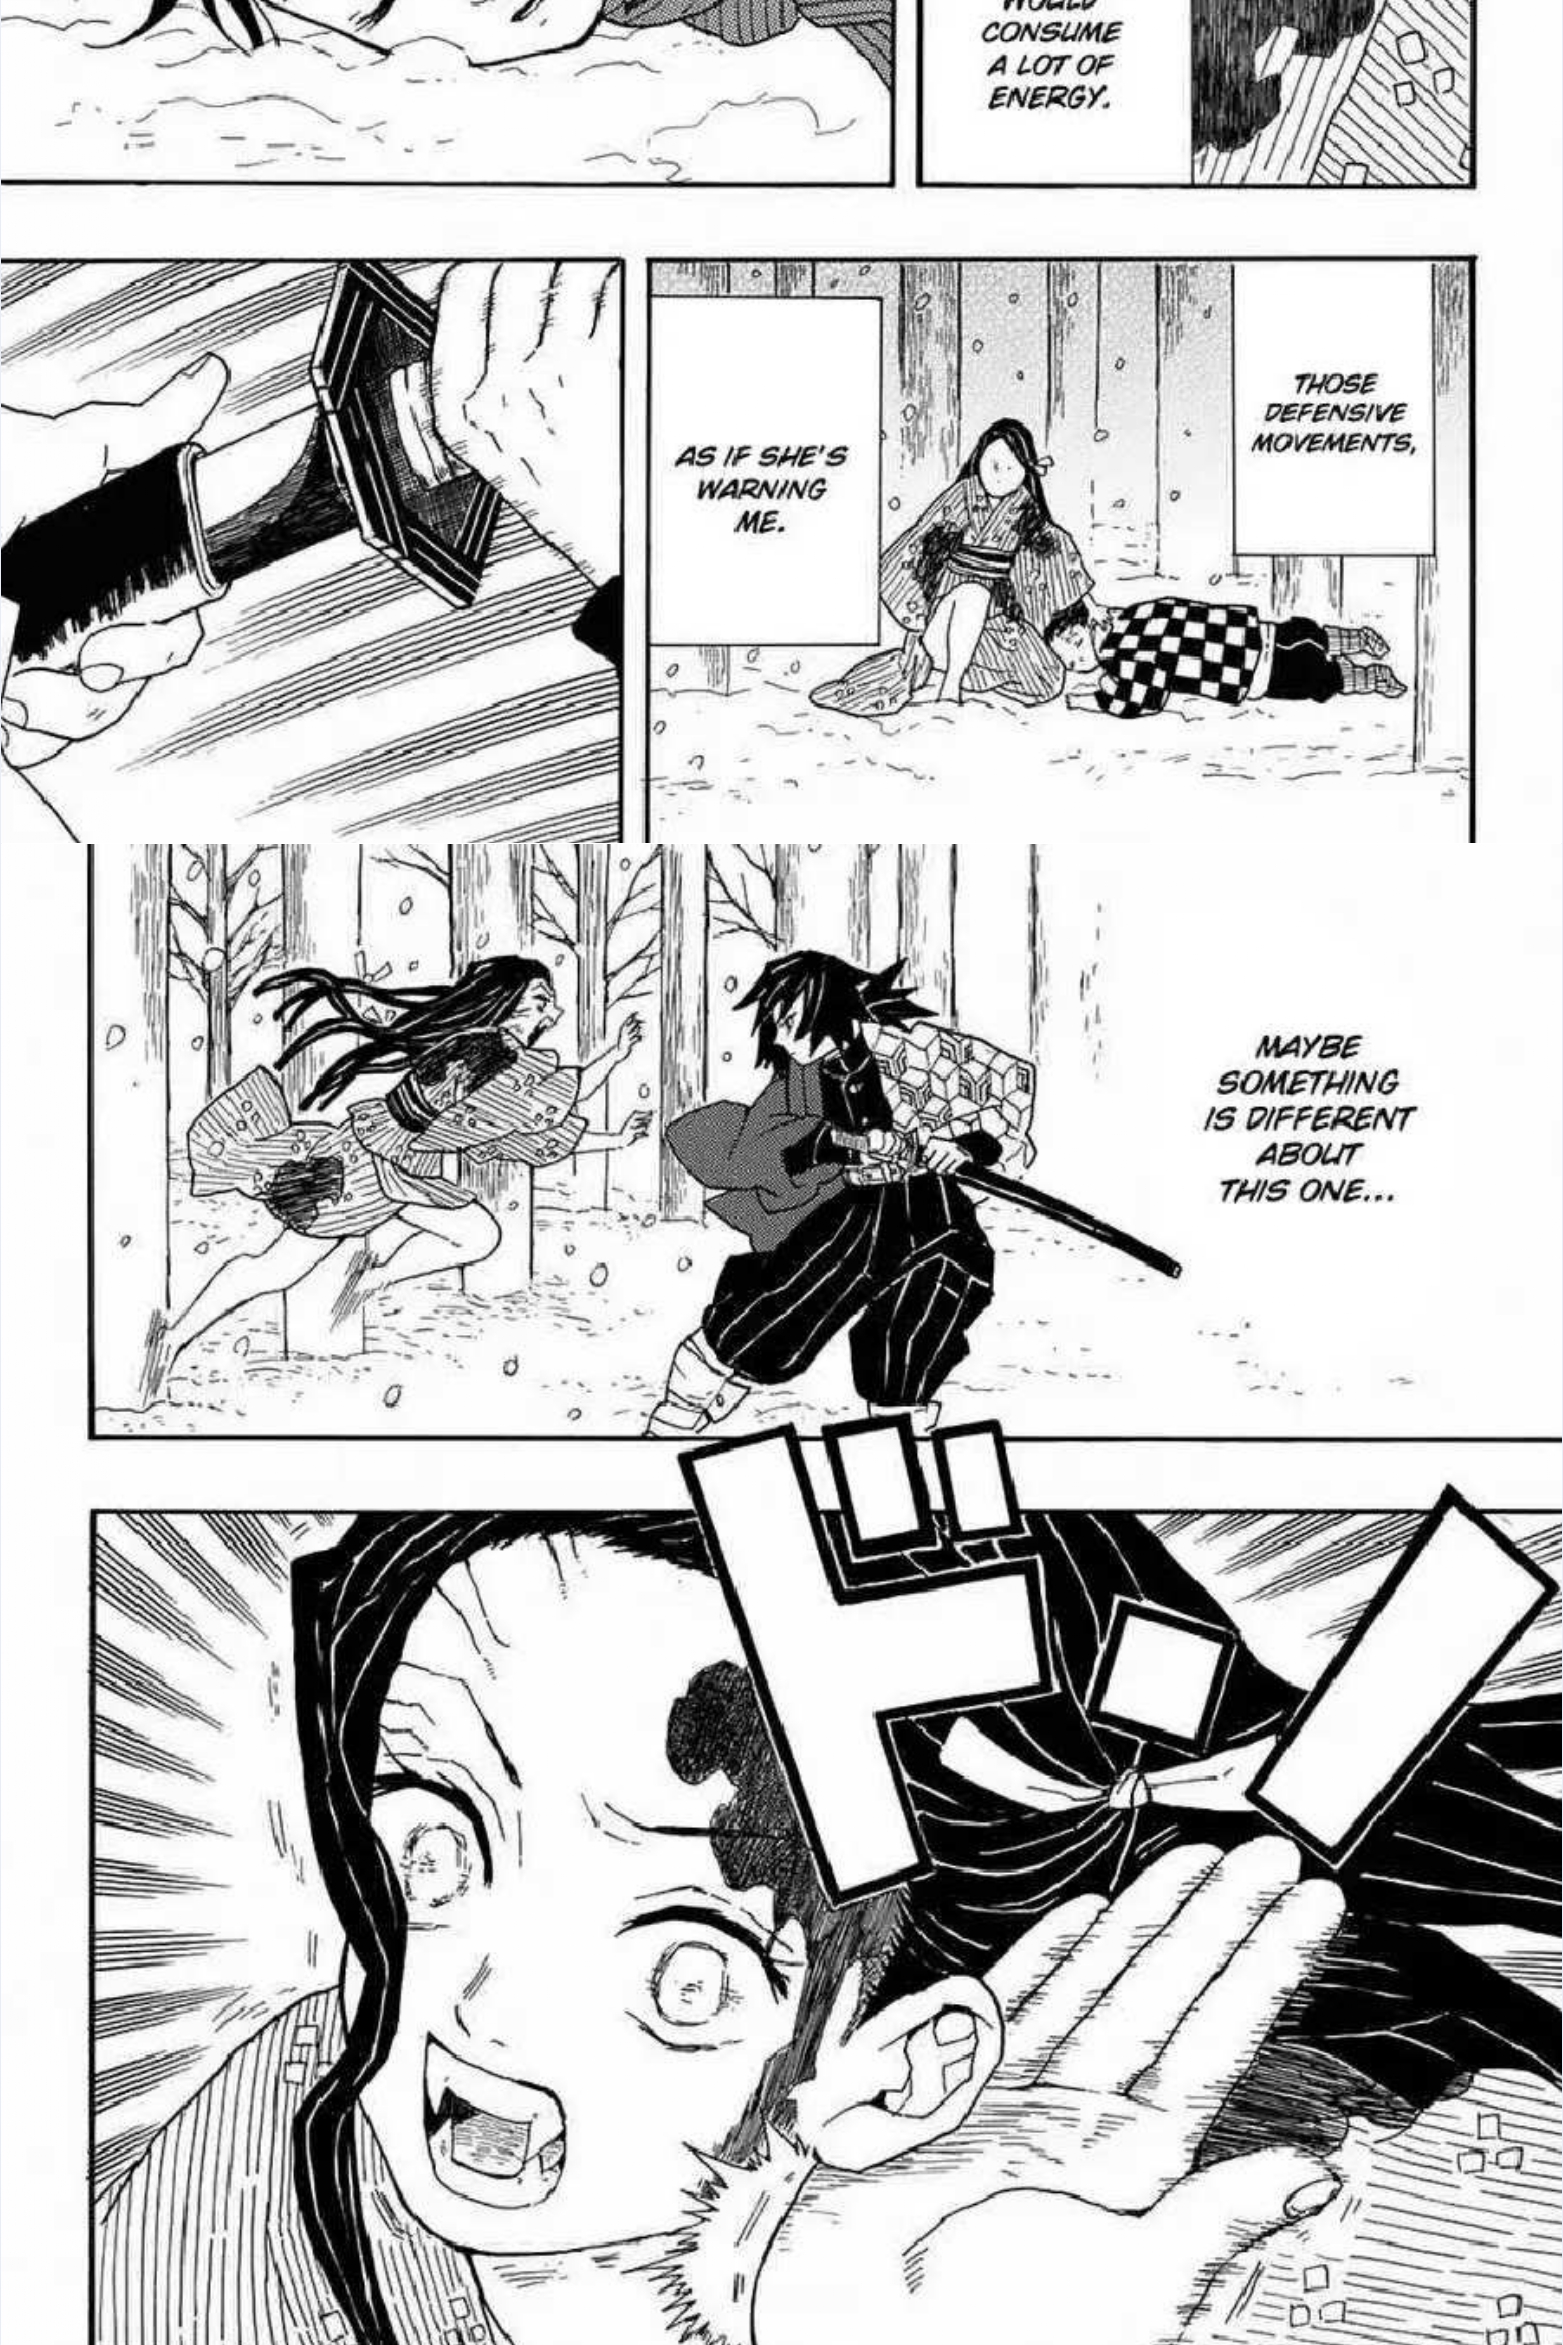 WOULD
CONSUME
A LOT OF
ENERGY.
THOSE
DEFENSIVE
MOVEMENTS,
AS IF SHE'S
WARNING
ME.
MAYBE
SOMETHING
IS DIFFERENT
ABOUT
THIS ONE...
ドン